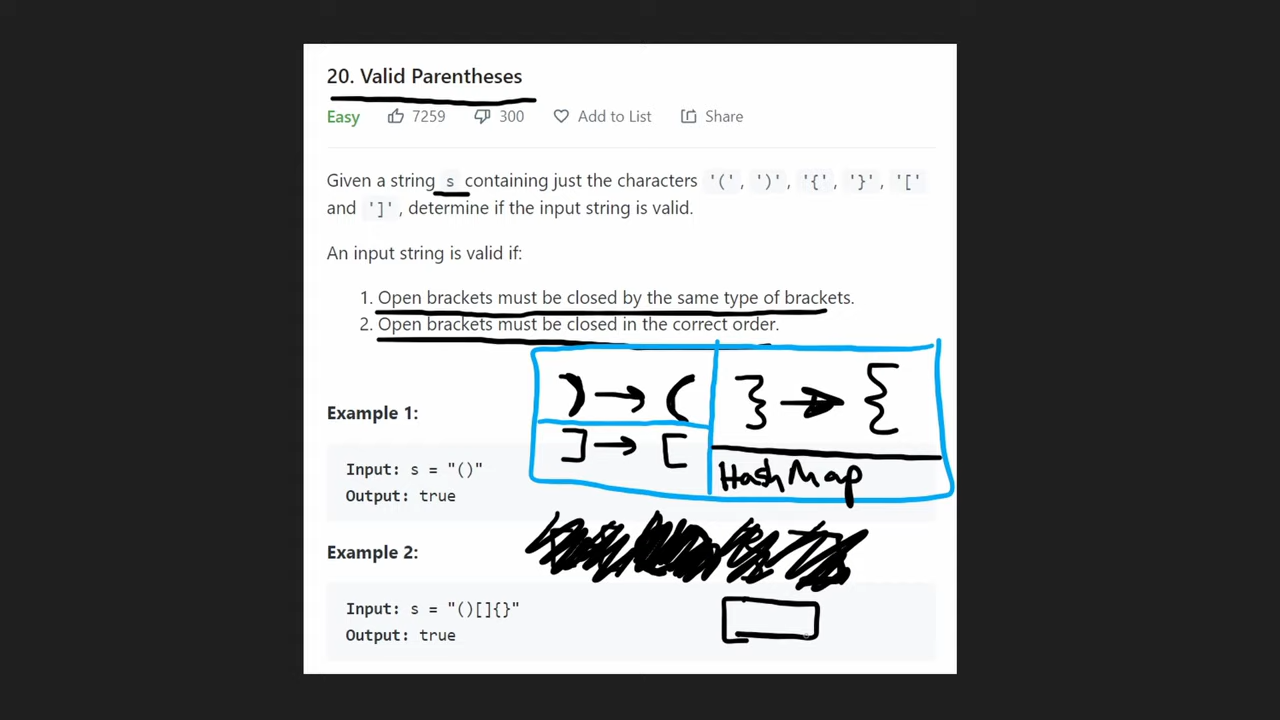 20. Valid Parentheses
Easy 7259 300 Add to List Share
Given a string s containing just the characters '(', ')', '{', '}', '['
and ']', determine if the input string is valid.
An input string is valid if:
1. Open brackets must be closed by the same type of brackets.
2. Open brackets must be closed in the correct order.
) → ( } → {
Example 1:
] → [
Input: s = "()"
HashMap
Output: true
Example 2:
Input: s = "()[]{}"
Output: true